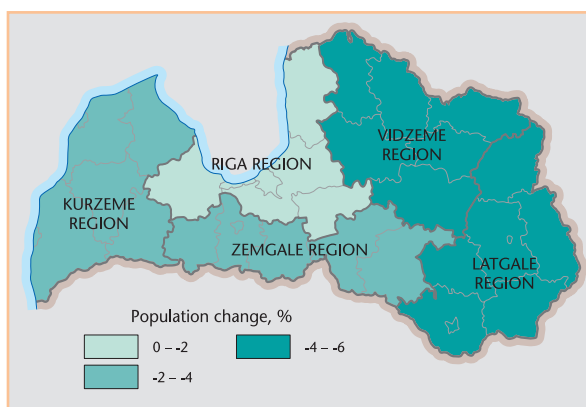 VIDZEME
REGION
RIGA REGION
KURZEME
REGION
ZEMGALE REGION
LATGALE
REGION
Population change, %
0 – -2
-4 – -6
-2 – -4